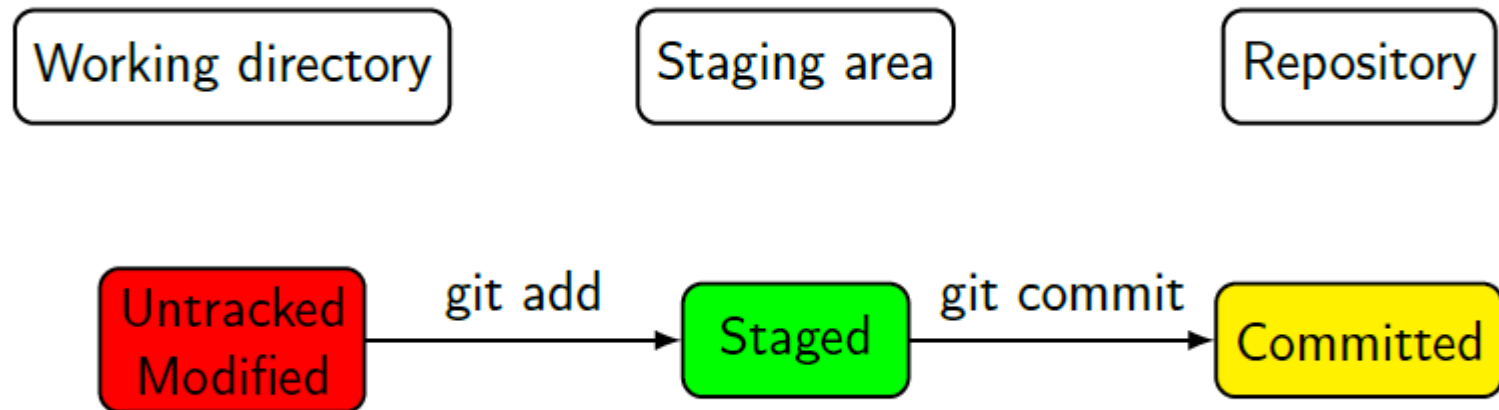 Working directory
Staging area
Repository
Untracked
Modified
git add
Staged
git commit
Committed